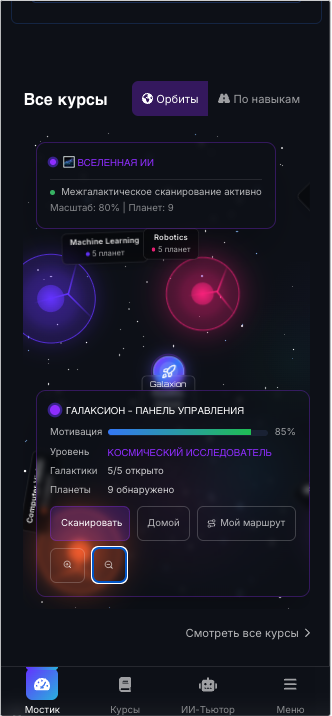 Все курсы
Орбиты
По навыкам
ВСЕЛЕННАЯ ИИ
Межгалактическое сканирование активно
Масштаб: 80% | Планет: 9
Machine Learning
5 планет
Robotics
5 планет
Galaxion
ГАЛАКСИОН - ПАНЕЛЬ УПРАВЛЕНИЯ
Мотивация 85%
Уровень КОСМИЧЕСКИЙ ИССЛЕДОВАТЕЛЬ
Галактики 5/5 открыто
Планеты 9 обнаружено
Computer
Сканировать Домой Мой маршрут
Смотреть все курсы
Мостик Курсы ИИ-Тьютор Меню